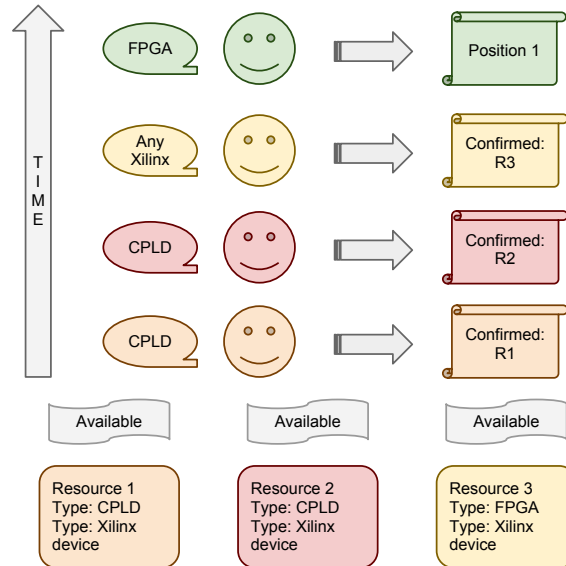 FPGA
Position 1
Any
Xilinx
Confirmed:
R3
TIME
CPLD
Confirmed:
R2
CPLD
Confirmed:
R1
Available
Available
Available
Resource 1
Type: CPLD
Type: Xilinx
device
Resource 2
Type: CPLD
Type: Xilinx
device
Resource 3
Type: FPGA
Type: Xilinx
device